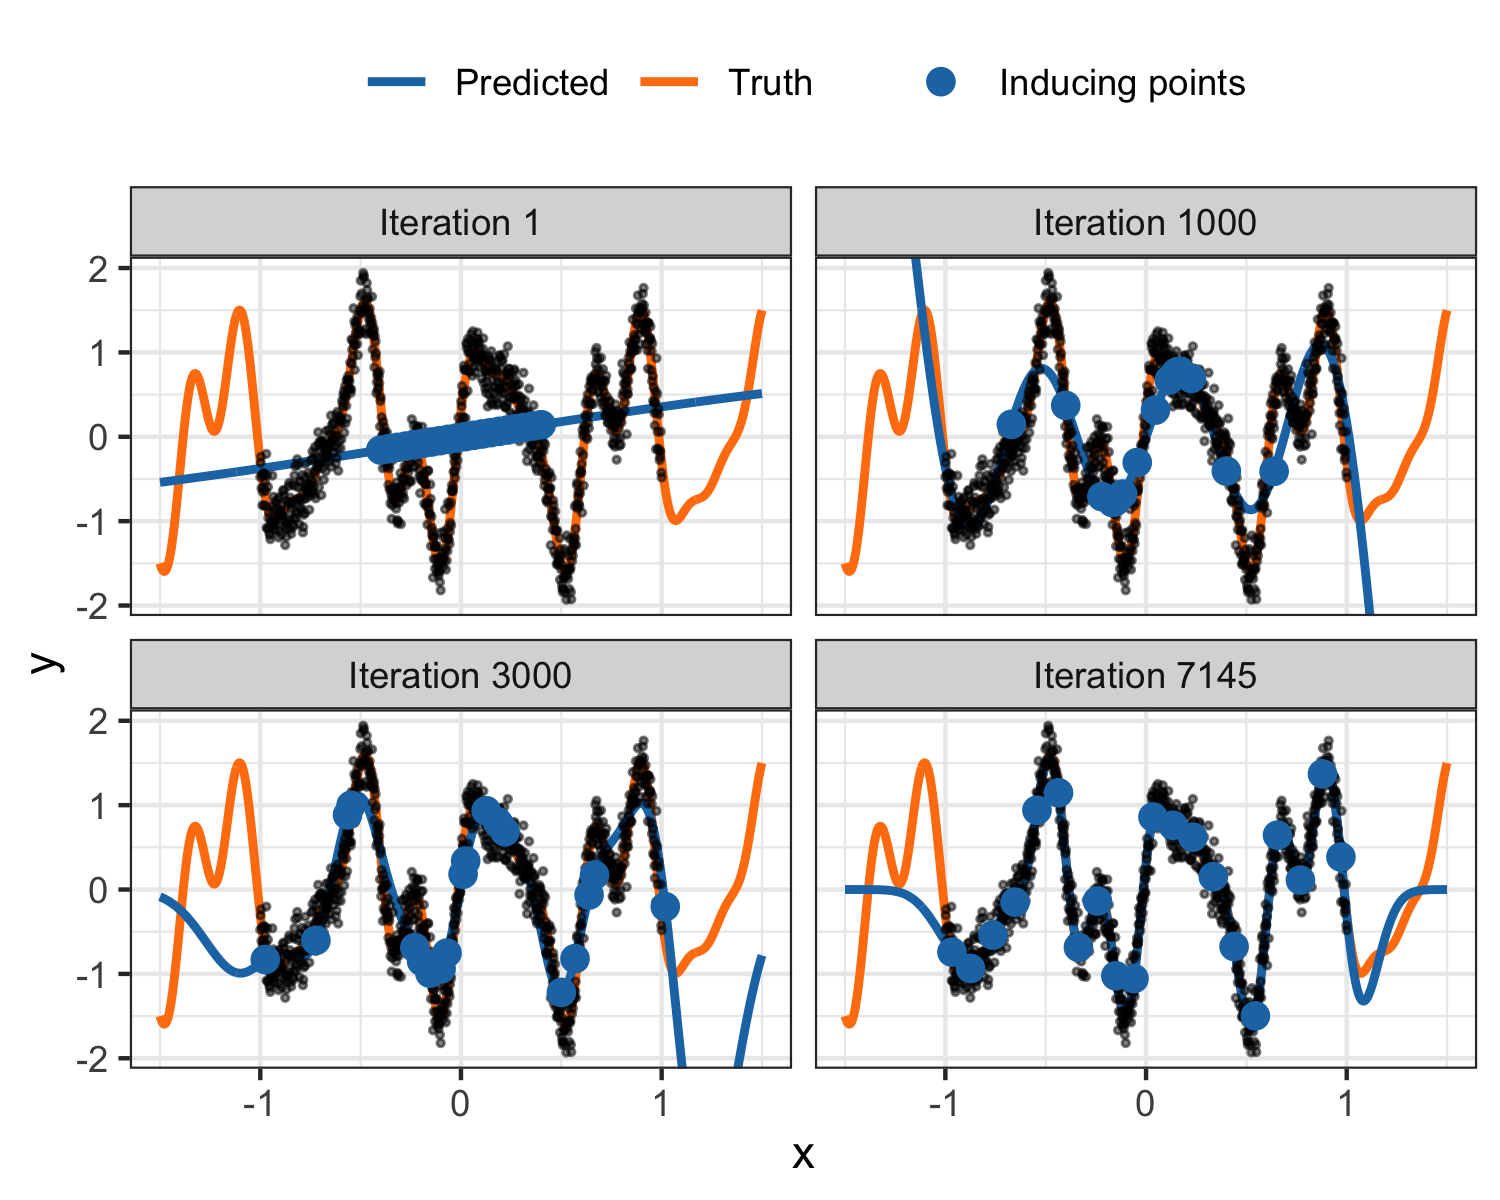 Predicted Truth Inducing points
Iteration 1 Iteration 1000
2
1
0
-1
-2
Iteration 3000 Iteration 7145
2
1
0
-1
-2
-1 0 1 -1 0 1
y
x